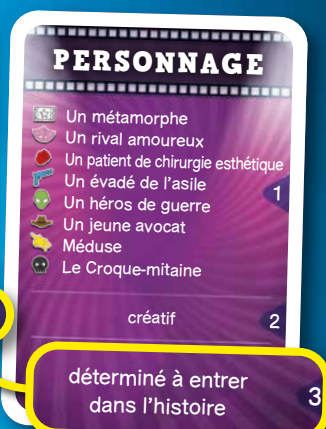 PERSONNAGE
Un métamorphe
Un rival amoureux
Un patient de chirurgie esthétique
Un évadé de l'asile
Un héros de guerre
Un jeune avocat
Méduse
Le Croque-mitaine
1
créatif
2
déterminé à entrer
dans l'histoire
3